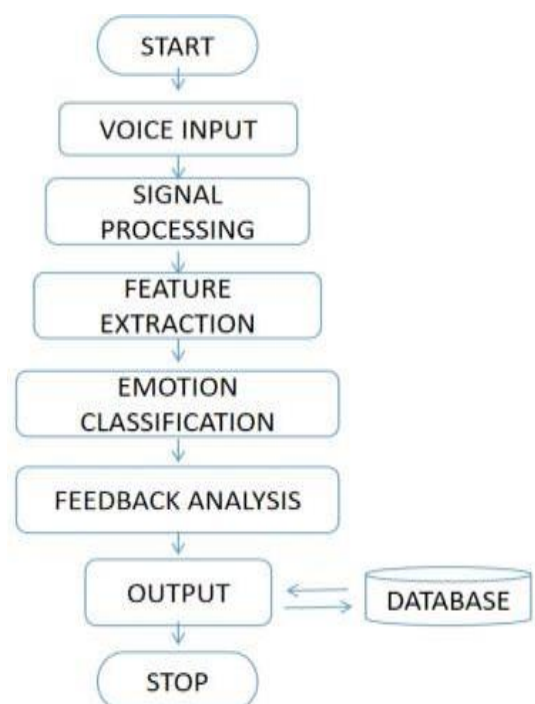 START
VOICE INPUT
SIGNAL
PROCESSING
FEATURE
EXTRACTION
EMOTION
CLASSIFICATION
FEEDBACK ANALYSIS
OUTPUT
DATABASE
STOP